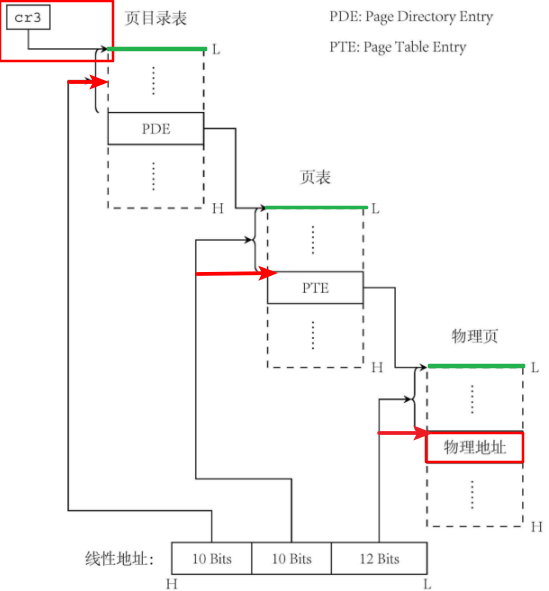 cr3
页目录表
PDE: Page Directory Entry
PTE: Page Table Entry
L
PDE
H
页表
L
PTE
H
物理页
L
物理地址
H
线性地址:
10 Bits
10 Bits
12 Bits
H
L